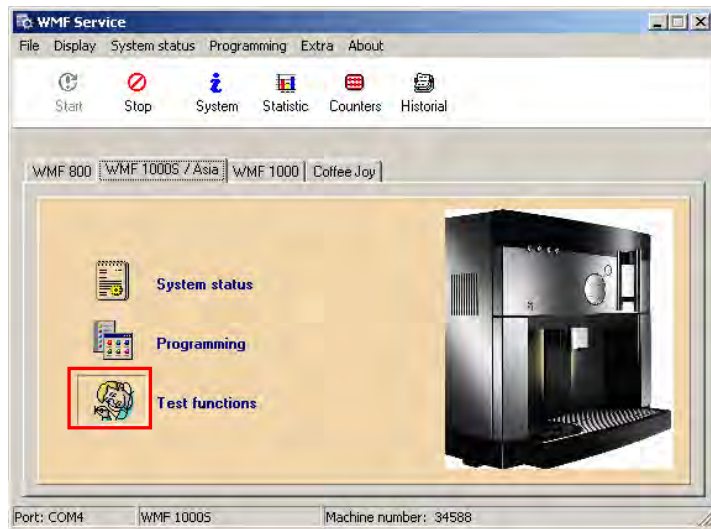 WMF Service
File Display System status Programming Extra About
Start Stop System Statistic Counters Historial
WMF 800 WMF 1000S / Asia WMF 1000 Coffee Joy
System status
Programming
Test functions
Port: COM4 WMF 1000S Machine number: 34588